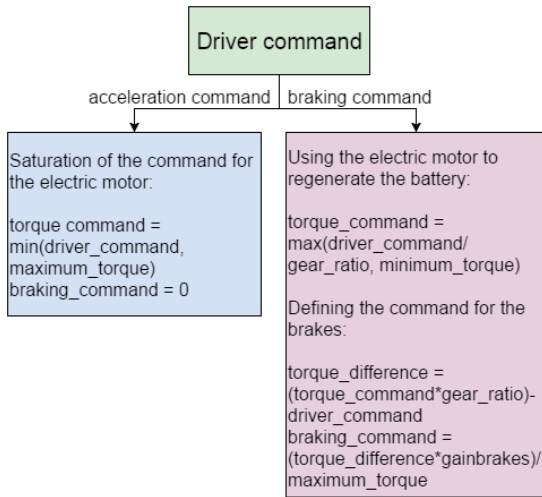 Driver command
acceleration command
braking command
Saturation of the command for
the electric motor:
torque command =
min(driver_command,
maximum_torque)
braking_command = 0
Using the electric motor to
regenerate the battery:
torque_command =
max(driver_command/
gear_ratio, minimum_torque)
Defining the command for the
brakes:
torque_difference =
(torque_command*gear_ratio)-
driver_command
braking_command =
(torque_difference*gainbrakes)/
maximum_torque